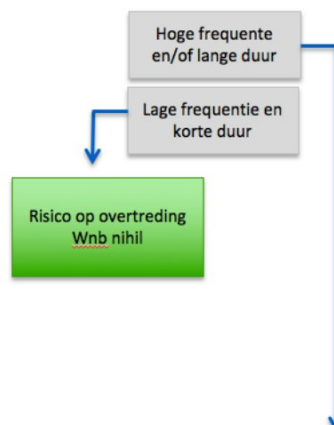 Hoge frequente
en/of lange duur
Lage frequentie en
korte duur
Risico op overtreding
Wnb nihil